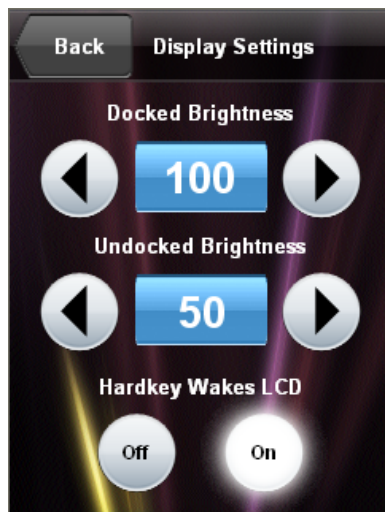 Back Display Settings
Docked Brightness
100
Undocked Brightness
50
Hardkey Wakes LCD
Off On